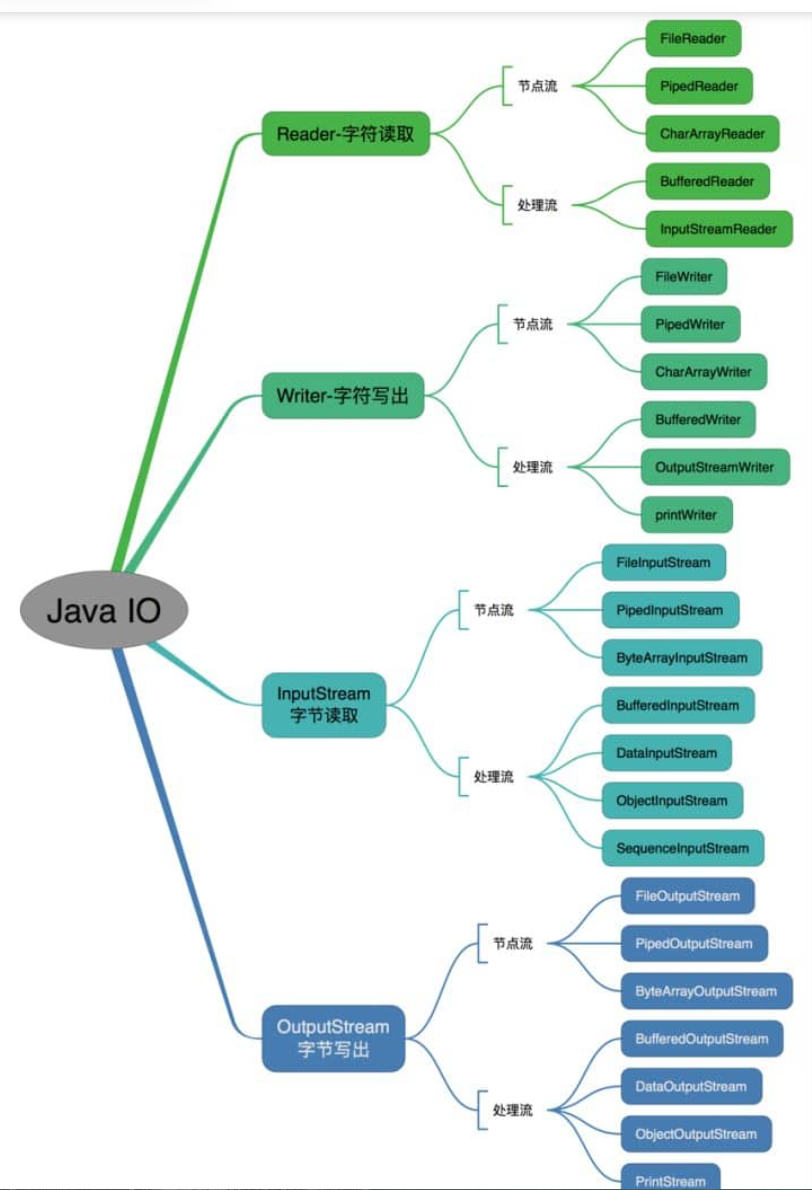 Java IO
Reader-字符读取
节点流
FileReader
PipedReader
CharArrayReader
处理流
BufferedReader
InputStreamReader
Writer-字符写出
节点流
FileWriter
PipedWriter
CharArrayWriter
处理流
BufferedWriter
OutputStreamWriter
printWriter
InputStream
字节读取
节点流
FileInputStream
PipedInputStream
ByteArrayInputStream
处理流
BufferedInputStream
DataInputStream
ObjectInputStream
SequenceInputStream
OutputStream
字节写出
节点流
FileOutputStream
PipedOutputStream
ByteArrayOutputStream
处理流
BufferedOutputStream
DataOutputStream
ObjectOutputStream
PrintStream